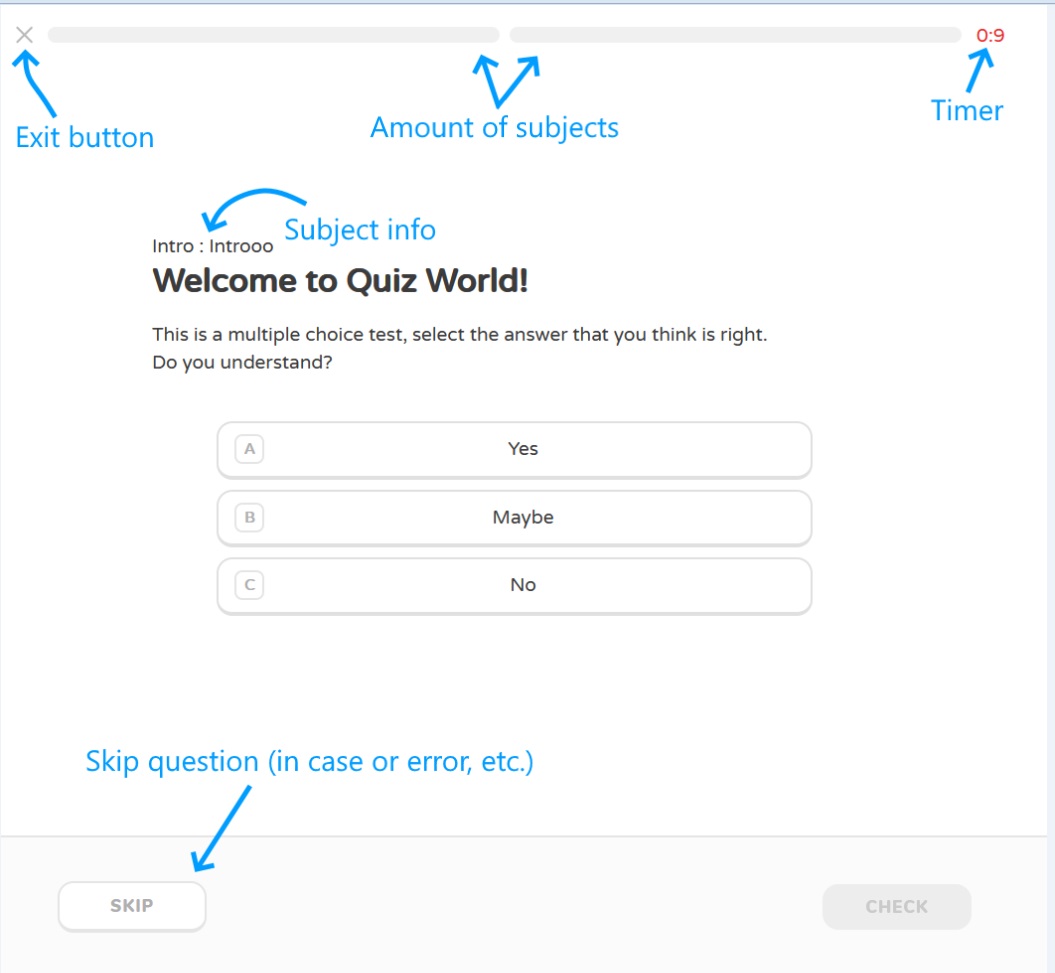 0:9
Exit button
Amount of subjects
Timer
Subject info
Intro : Introoo
Welcome to Quiz World!
This is a multiple choice test, select the answer that you think is right.
Do you understand?
A Yes
B Maybe
C No
Skip question (in case or error, etc.)
SKIP
CHECK